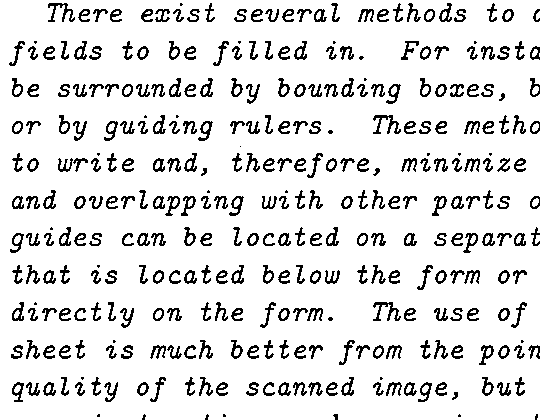 There exist several methods to
fields to be filled in. For insta
be surrounded by bounding boxes, b
or by guiding rulers. These metho
to write and, therefore, minimize
and overlapping with other parts o
guides can be located on a separat
that is located below the form or
directly on the form. The use of
sheet is much better from the poin
quality of the scanned image, but